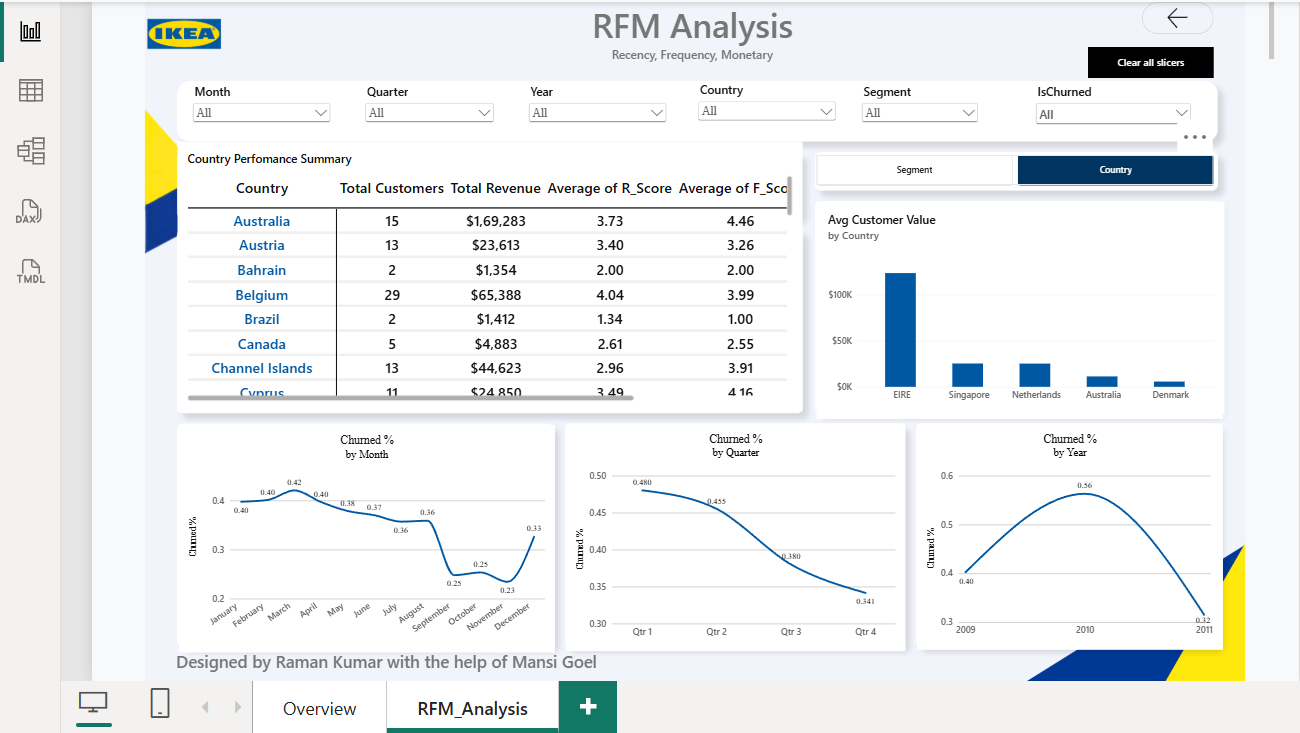 IKEA
RFM Analysis
Recency, Frequency, Monetary
Clear all slicers
Month Quarter Year Country Segment IsChurned
All All All All All All
Country Perfomance Summary
Segment Country
Country Total Customers Total Revenue Average of R_Score Average of F_Sco
Australia 15 $1,69,283 3.73 4.46
Austria 13 $23,613 3.40 3.26
Bahrain 2 $1,354 2.00 2.00
Belgium 29 $65,388 4.04 3.99
Brazil 2 $1,412 1.34 1.00
Canada 5 $4,883 2.61 2.55
Channel Islands 13 $44,623 2.96 3.91
Cyprus 11 $24,850 3.49 4.16
Avg Customer Value
by Country
$100K
$50K
$0K
EIRE Singapore Netherlands Australia Denmark
Churned %
by Month
Churned%
0.4
0.3
0.2
0.40 0.40 0.42 0.40 0.38 0.37 0.36 0.36 0.25 0.25 0.23 0.33
January February March April May June July August September October November December
Churned %
by Quarter
Churned %
0.50
0.45
0.40
0.35
0.30
0.480 0.455 0.380 0.341
Qtr 1 Qtr 2 Qtr 3 Qtr 4
Churned %
by Year
Churned %
0.6
0.5
0.4
0.3
0.40 0.56 0.32
2009 2010 2011
Designed by Raman Kumar with the help of Mansi Goel
DAX
TMDL
Overview RFM_Analysis